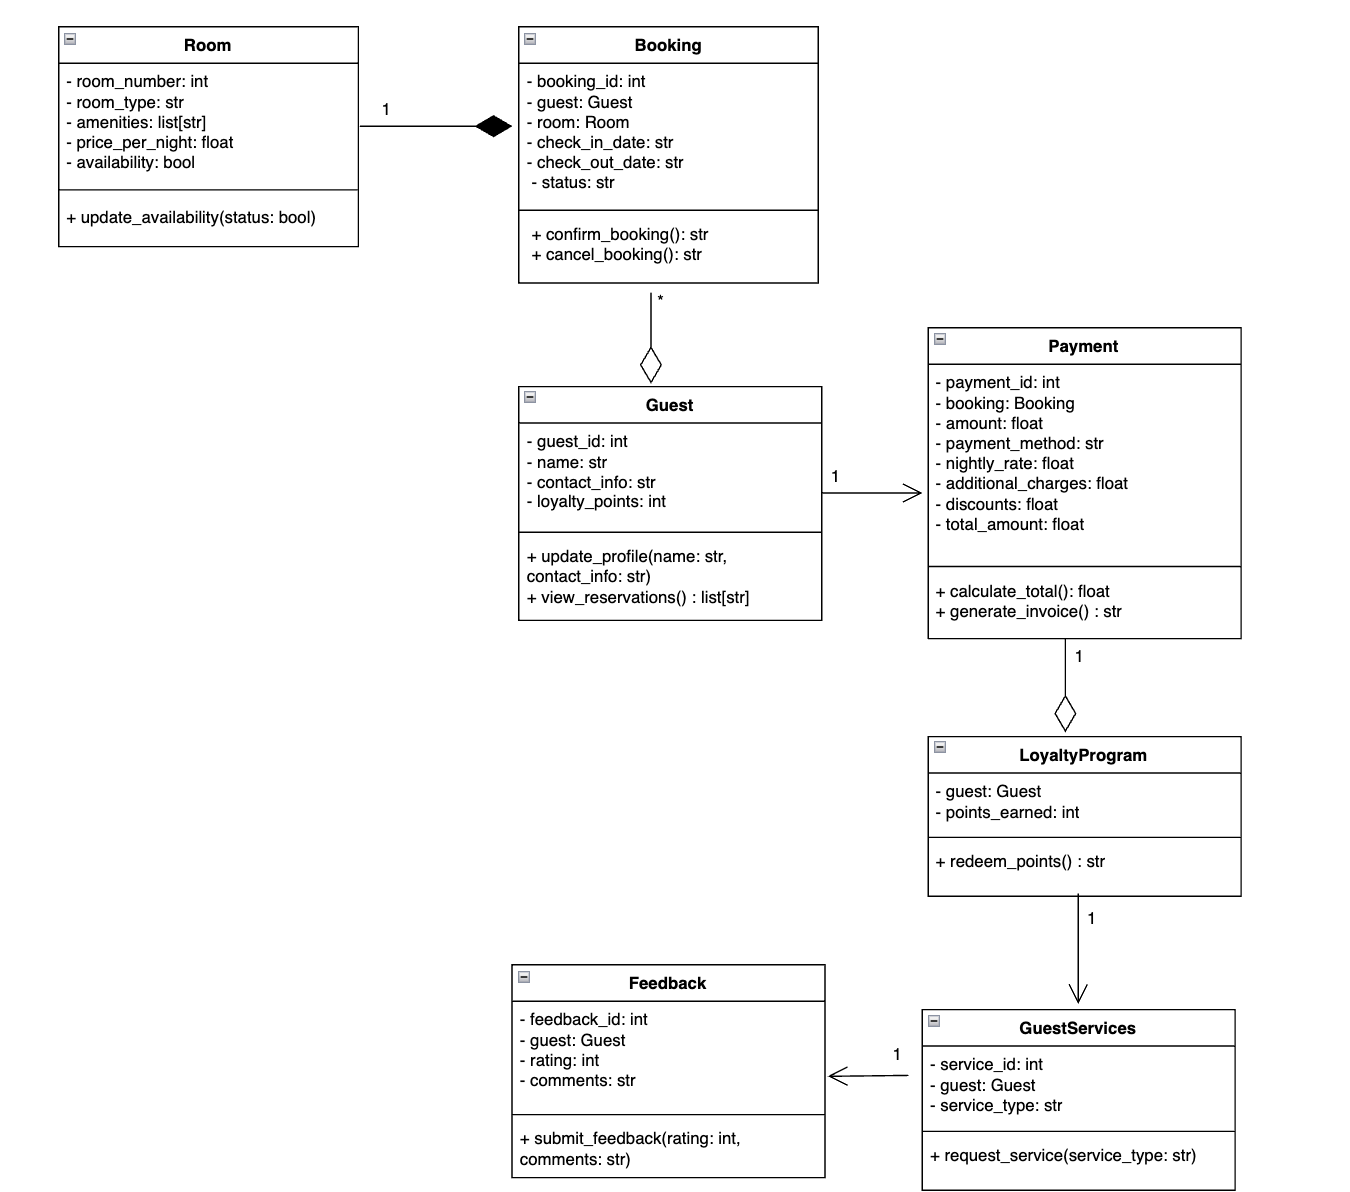 Room
- room_number: int
- room_type: str
- amenities: list[str]
- price_per_night: float
- availability: bool
+ update_availability(status: bool)
1
Booking
- booking_id: int
- guest: Guest
- room: Room
- check_in_date: str
- check_out_date: str
- status: str
+ confirm_booking(): str
+ cancel_booking(): str
*
Guest
- guest_id: int
- name: str
- contact_info: str
- loyalty_points: int
+ update_profile(name: str,
contact_info: str)
+ view_reservations() : list[str]
1
Payment
- payment_id: int
- booking: Booking
- amount: float
- payment_method: str
- nightly_rate: float
- additional_charges: float
- discounts: float
- total_amount: float
+ calculate_total(): float
+ generate_invoice() : str
1
LoyaltyProgram
- guest: Guest
- points_earned: int
+ redeem_points() : str
1
Feedback
- feedback_id: int
- guest: Guest
- rating: int
- comments: str
+ submit_feedback(rating: int,
comments: str)
1
GuestServices
- service_id: int
- guest: Guest
- service_type: str
+ request_service(service_type: str)